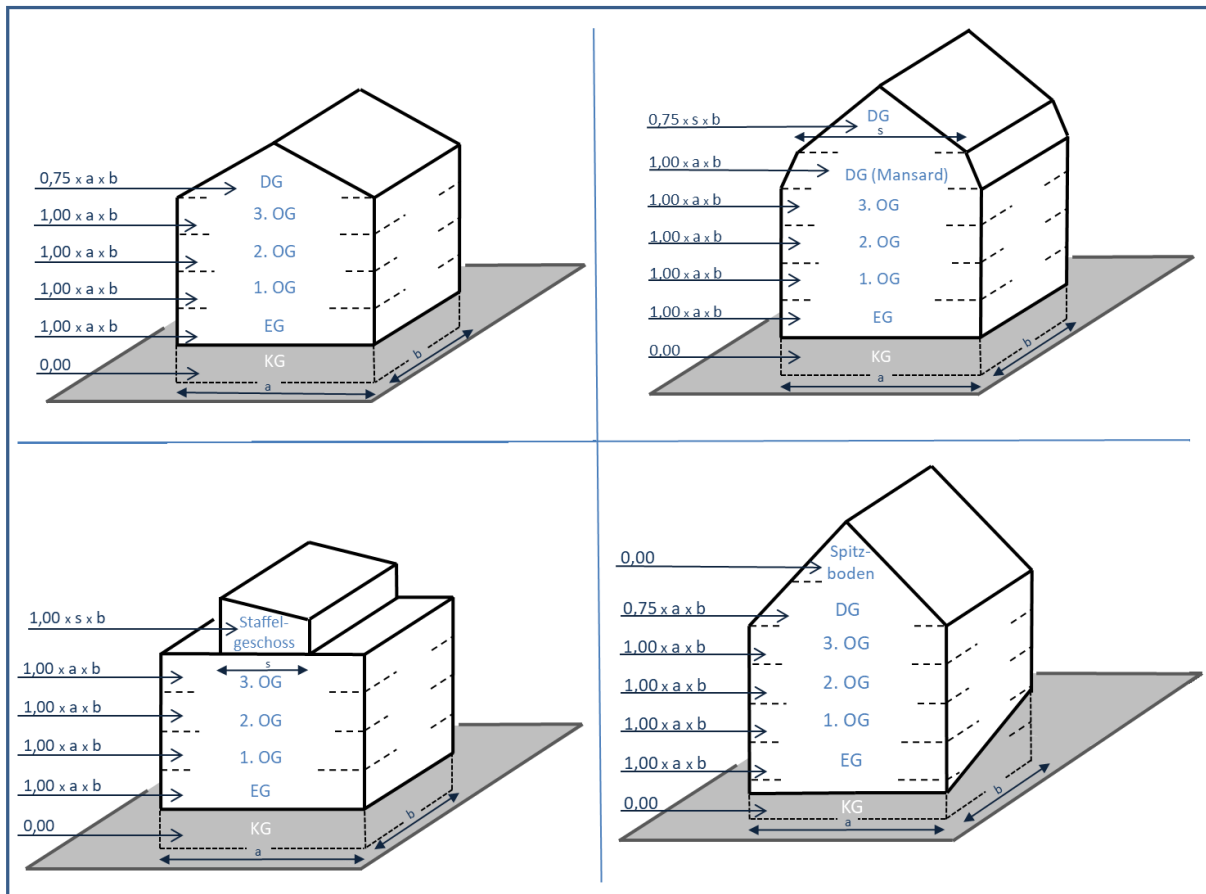 0,75 x a x b
DG
1,00 x a x b
3. OG
1,00 x a x b
2. OG
1,00 x a x b
1. OG
1,00 x a x b
EG
0,00
KG
a
b
0,75 x s x b
DG
s
1,00 x a x b
DG (Mansard)
1,00 x a x b
3. OG
1,00 x a x b
2. OG
1,00 x a x b
1. OG
1,00 x a x b
EG
0,00
KG
a
b
1,00 x s x b
Staffel-
geschoss
s
1,00 x a x b
3. OG
1,00 x a x b
2. OG
1,00 x a x b
1. OG
1,00 x a x b
EG
0,00
KG
a
b
0,00
Spitz-
boden
0,75 x a x b
DG
1,00 x a x b
3. OG
1,00 x a x b
2. OG
1,00 x a x b
1. OG
1,00 x a x b
EG
0,00
KG
a
b